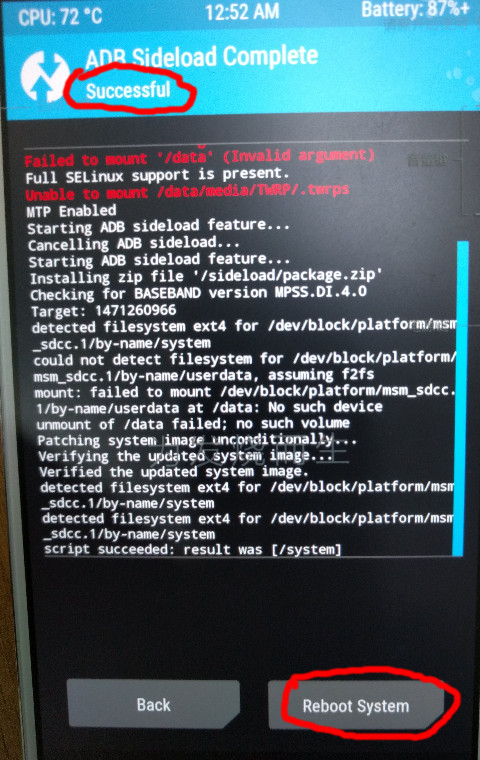 CPU: 72 °C
12:52 AM
Battery: 87%+
ADB Sideload Complete
Successful
Failed to mount '/data' (Invalid argument)
Full SELinux support is present.
Unable to mount /data/media/TWRP/.twrps
MTP Enabled
Starting ADB sideload feature...
Cancelling ADB sideload...
Starting ADB sideload feature...
Installing zip file '/sideload/package.zip'
Checking for BASEBAND version MPSS.DI.4.0
Target: 1471260966
detected filesystem ext4 for /dev/block/platform/msm
_sdcc.1/by-name/system
could not detect filesystem for /dev/block/platform/
msm_sdcc.1/by-name/userdata, assuming f2fs
mount: failed to mount /dev/block/platform/msm_sdcc.
1/by-name/userdata at /data: No such device
unmount of /data failed; no such volume
Patching system image unconditionally...
Verifying the updated system image...
Verified the updated system image.
detected filesystem ext4 for /dev/block/platform/msm
_sdcc.1/by-name/system
detected filesystem ext4 for /dev/block/platform/msm
_sdcc.1/by-name/system
script succeeded: result was [/system]
Back
Reboot System